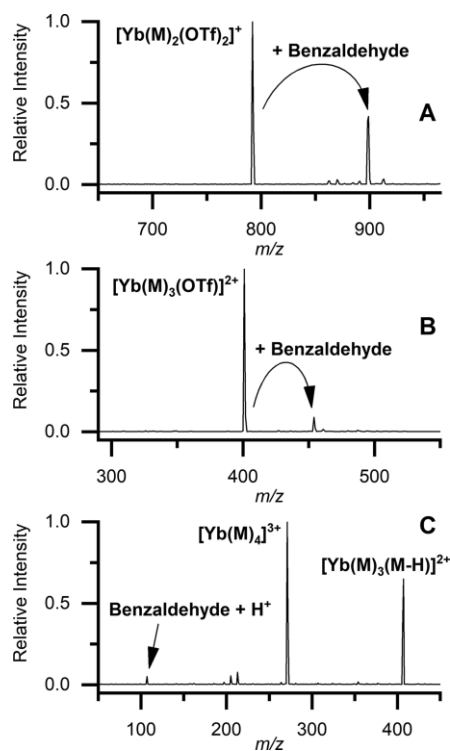 Relative Intensity
1.0
0.5
0.0
[Yb(M)₂(OTf)₂]⁺
+ Benzaldehyde
A
700 800 900
m/z
Relative Intensity
1.0
0.5
0.0
[Yb(M)₃(OTf)]²⁺
+ Benzaldehyde
B
300 400 500
m/z
Relative Intensity
1.0
0.5
0.0
[Yb(M)₄]³⁺
C
[Yb(M)₃(M-H)]²⁺
Benzaldehyde + H⁺
100 200 300 400
m/z